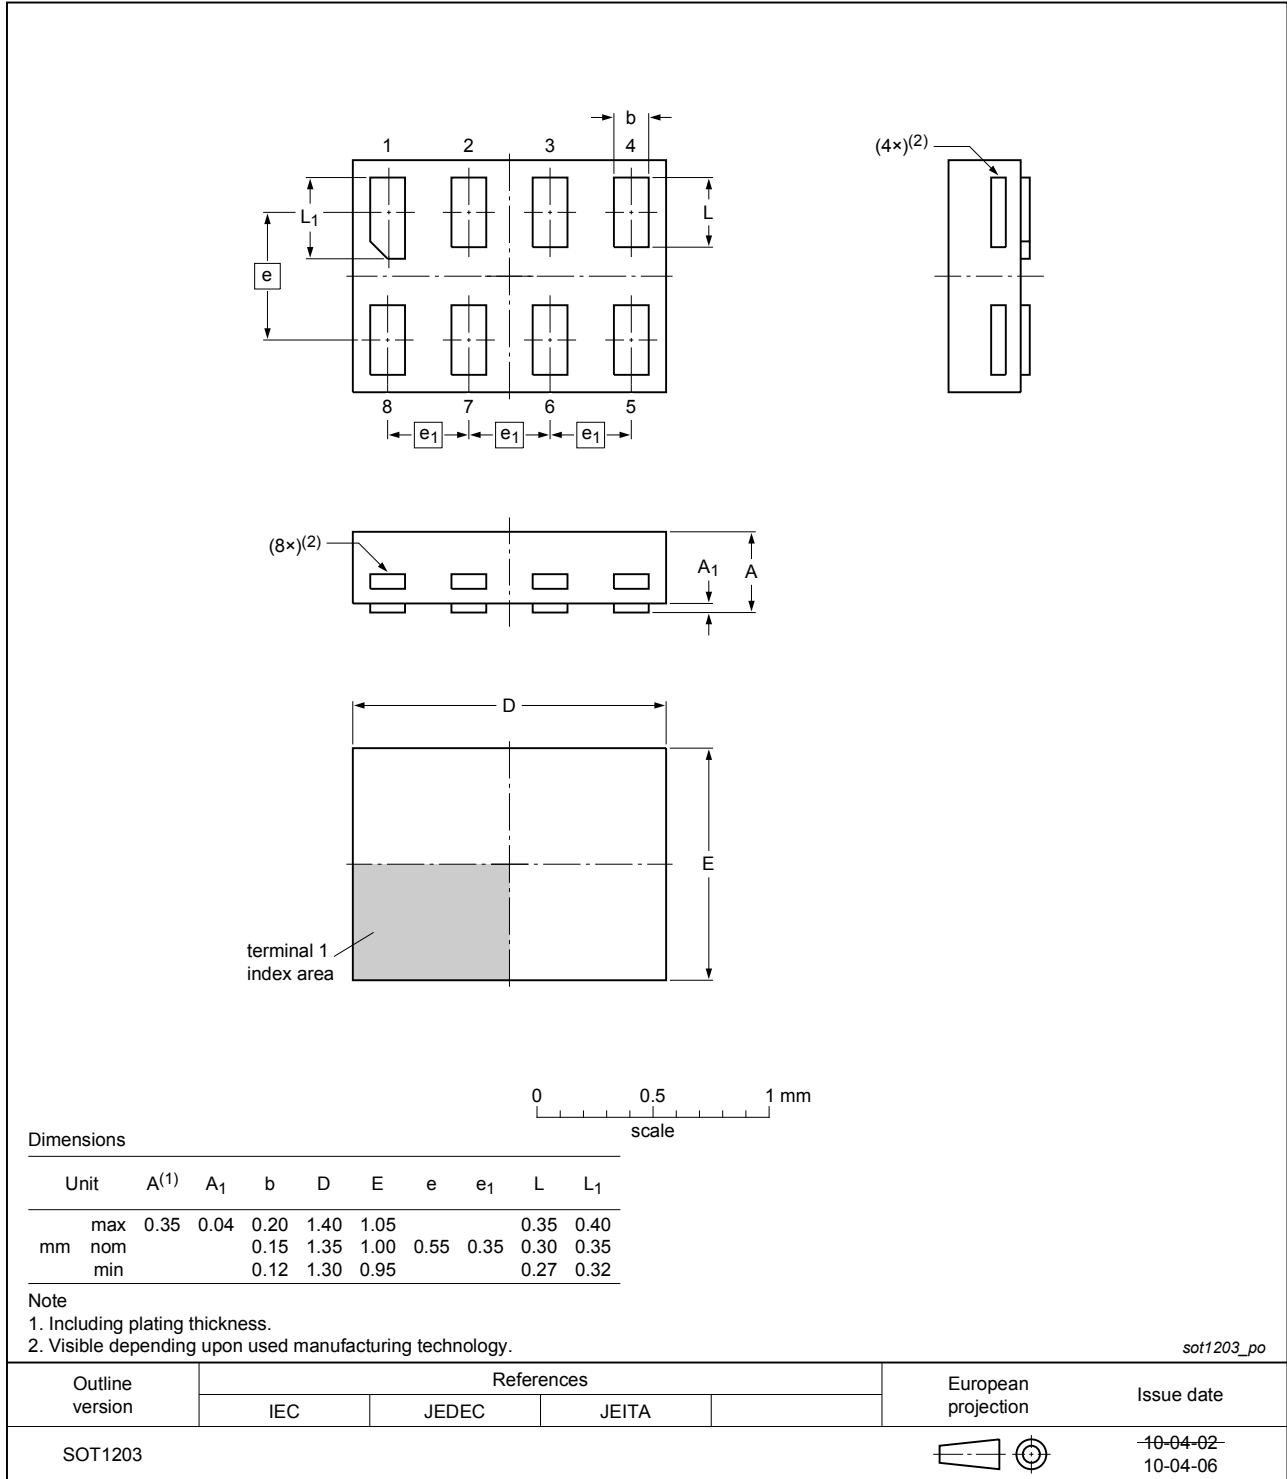 1 2 3 4
b
L1
L
e
8 7 6 5
e1 e1 e1
(4×)(2)
(8×)(2)
A1 A
D
E
terminal 1
index area
0 0.5 1 mm
scale
Dimensions
Unit A(1) A1 b D E e e1 L L1
max 0.35 0.04 0.20 1.40 1.05 0.35 0.40
mm nom 0.15 1.35 1.00 0.55 0.35 0.30 0.35
min 0.12 1.30 0.95 0.27 0.32
Note
1. Including plating thickness.
2. Visible depending upon used manufacturing technology.
sot1203_po
Outline
version
References
IEC JEDEC JEITA
European
projection
Issue date
SOT1203
10-04-02
10-04-06